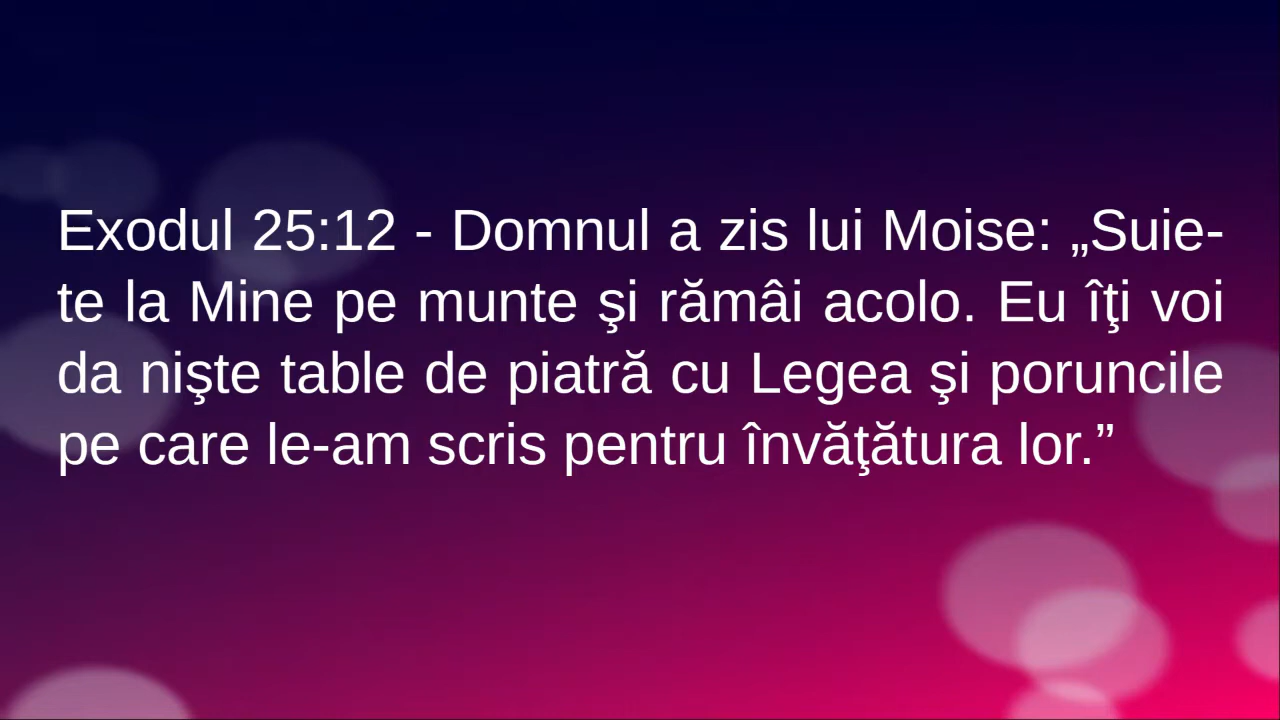 Exodul 25:12 - Domnul a zis lui Moise: „Suie-
te la Mine pe munte şi rămâi acolo. Eu îţi voi
da nişte table de piatră cu Legea şi poruncile
pe care le-am scris pentru învăţătura lor.”